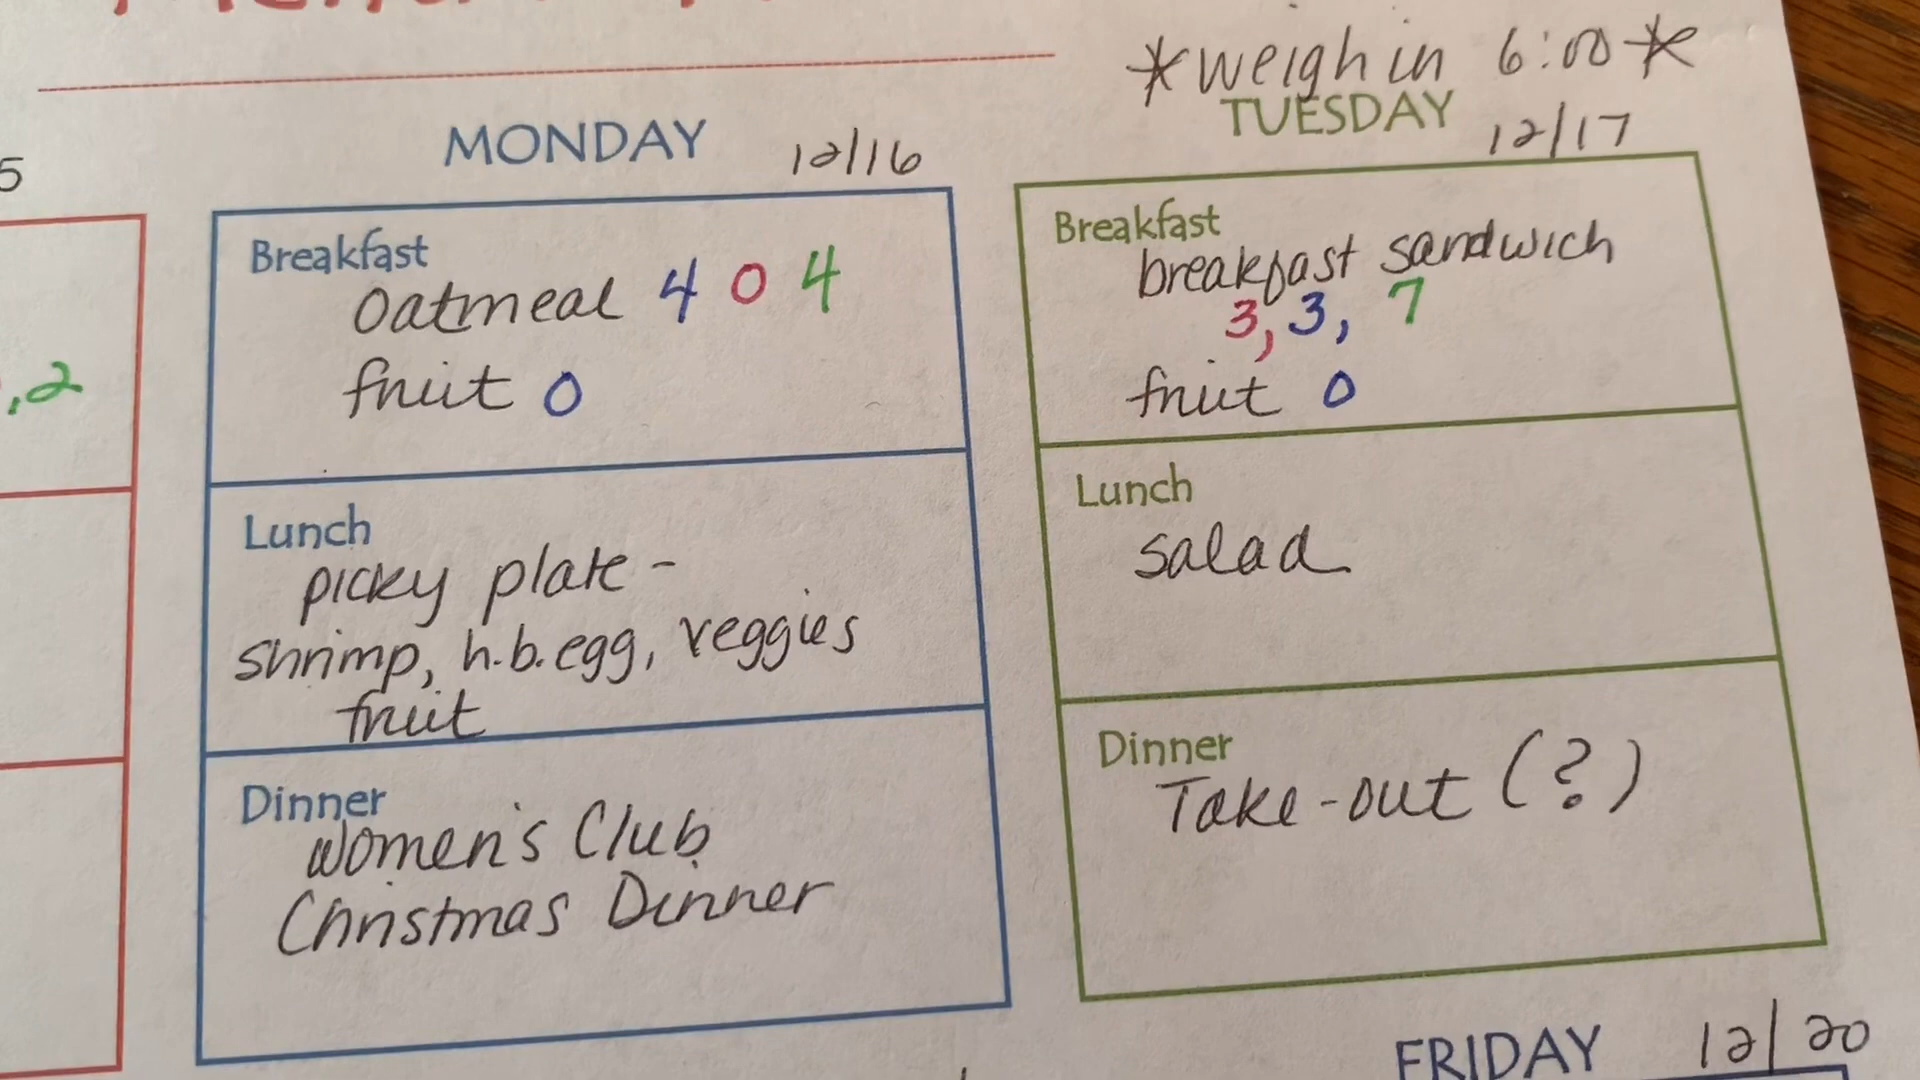 *weigh in 6:00*
MONDAY 12/16
TUESDAY 12/17
5
,2
Breakfast
Oatmeal 4 0 4
fruit 0
Lunch
picky plate -
shrimp, h.b. egg, veggies
fruit
Dinner
Women's Club
Christmas Dinner
Breakfast
breakfast sandwich
3, 3, 7
fruit 0
Lunch
salad
Dinner
Take-out (?)
FRIDAY 12/20